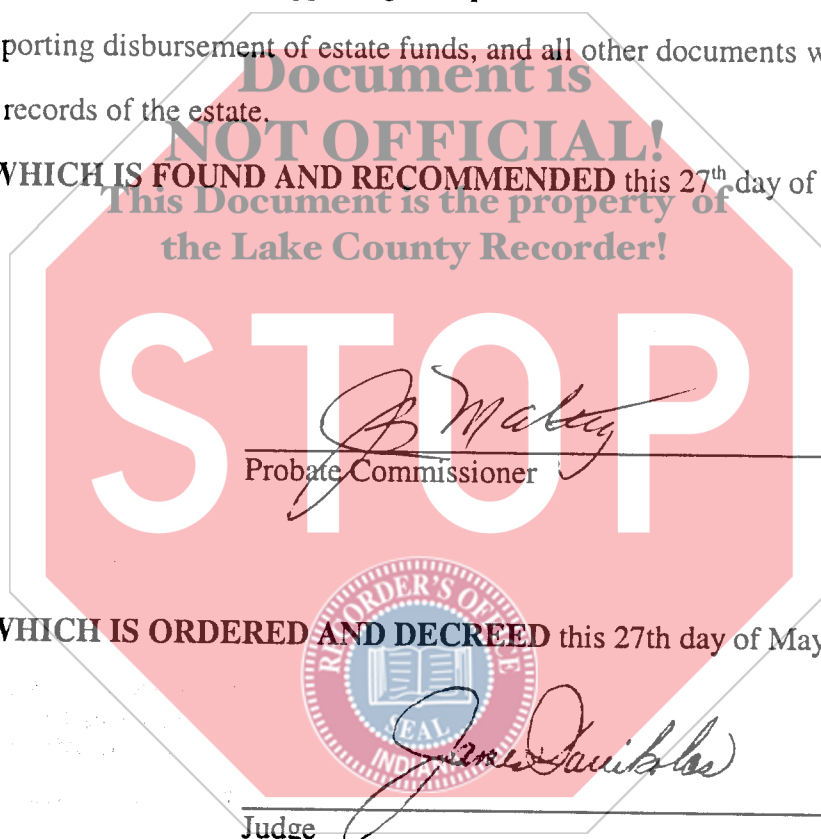 porting disbursement of estate funds, and all other documents w
Document is
records of the estate.
NOT OFFICIAL!
WHICH IS FOUND AND RECOMMENDED this 27th day of
This Document is the property of
the Lake County Recorder!
STOP
Probate Commissioner
RECORDER'S OFFICE
WHICH IS ORDERED AND DECREED this 27th day of May
SEAL
INDIANA
Judge